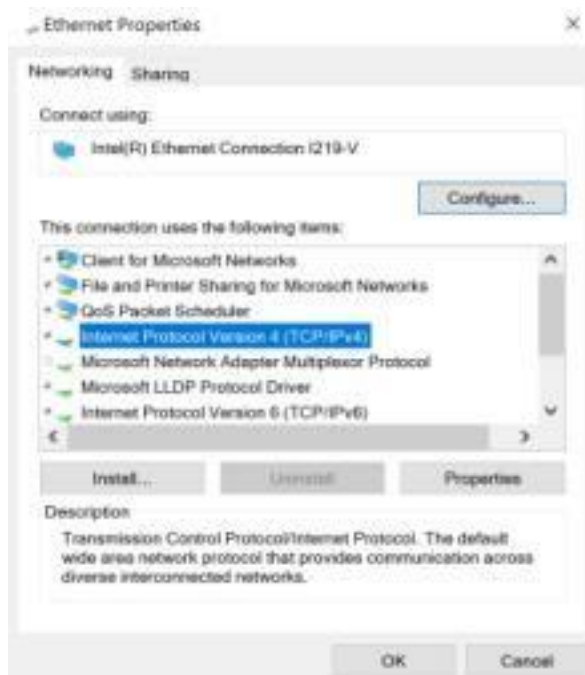 Ethernet Properties
Networking Sharing
Connect using:
Intel(R) Ethernet Connection I219-V
Configure...
This connection uses the following items:
Client for Microsoft Networks
File and Printer Sharing for Microsoft Networks
QoS Packet Scheduler
Internet Protocol Version 4 (TCP/IPv4)
Microsoft Network Adapter Multiplexor Protocol
Microsoft LLDP Protocol Driver
Internet Protocol Version 6 (TCP/IPv6)
Install... Uninstall Properties
Description
Transmission Control Protocol/Internet Protocol. The default
wide area network protocol that provides communication across
diverse interconnected networks.
OK Cancel